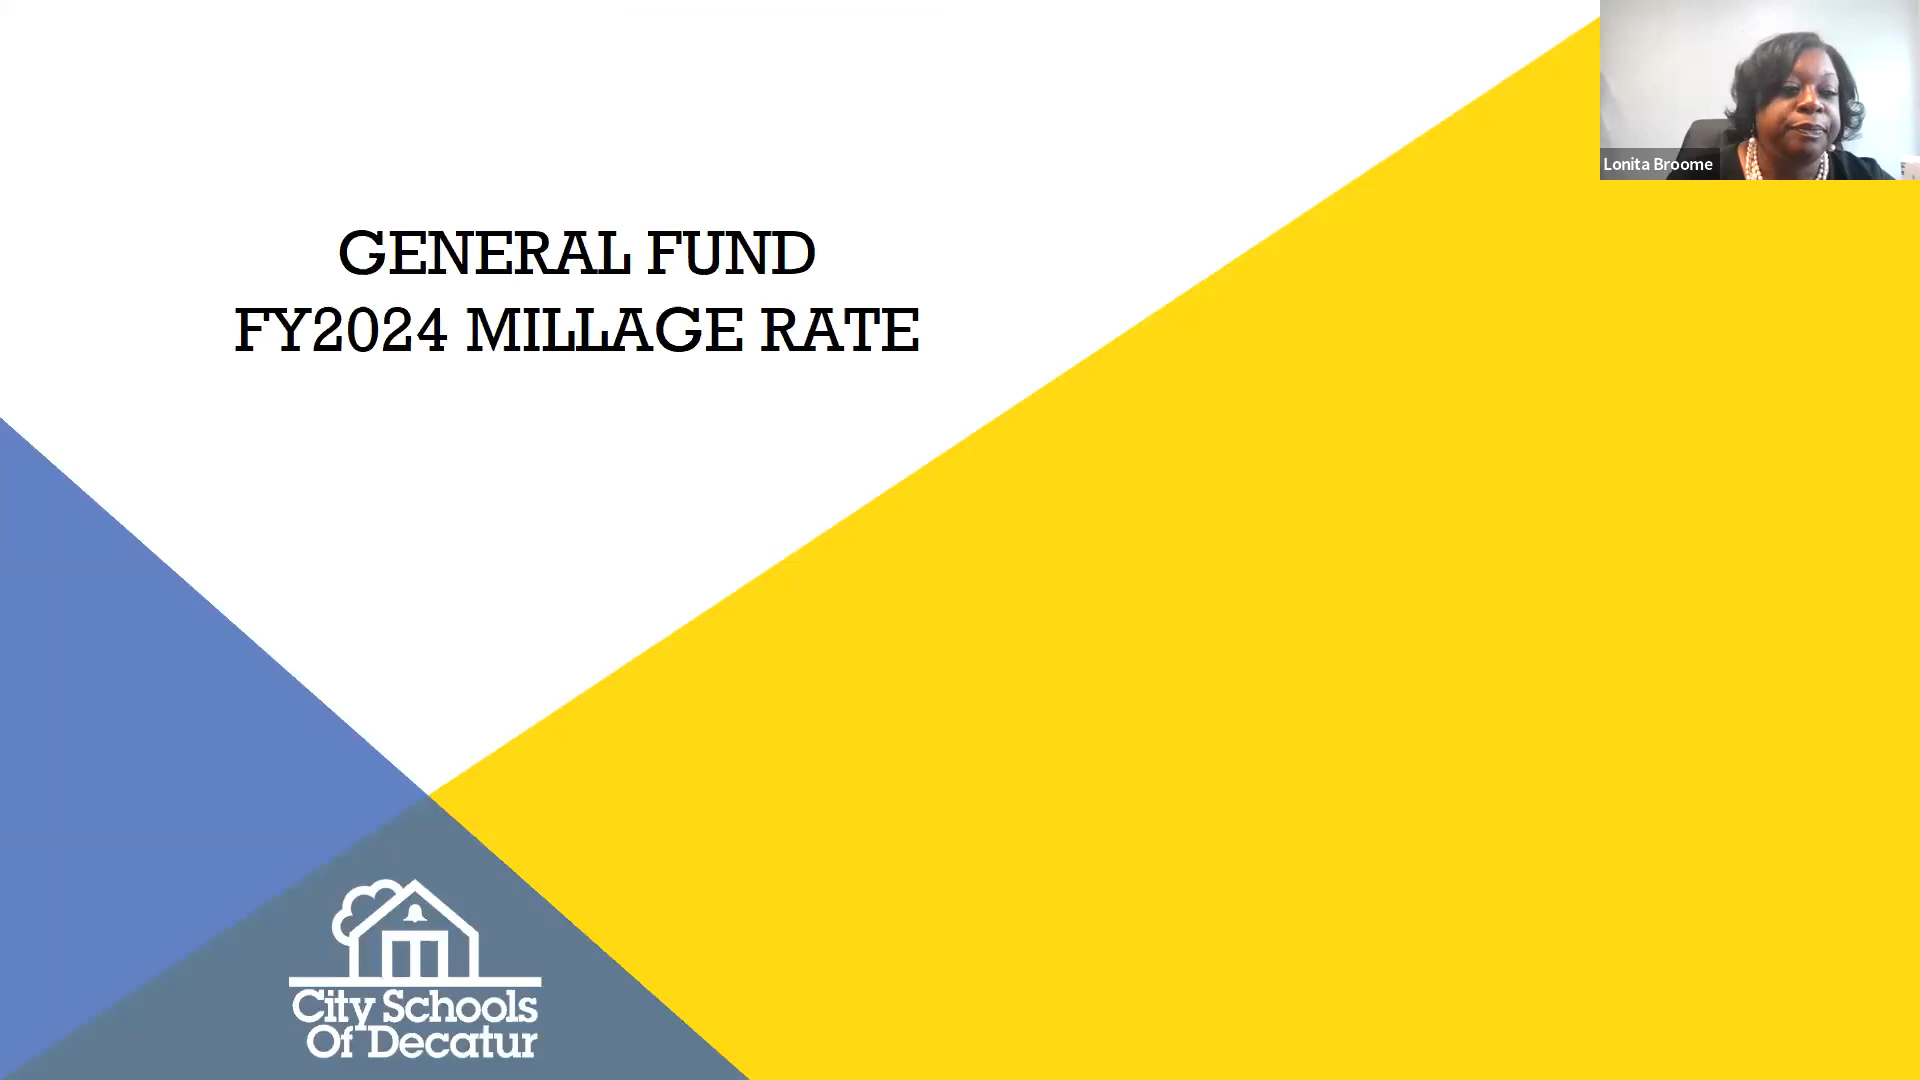 GENERAL FUND
FY2024 MILLAGE RATE
Lonita Broome
City Schools
Of Decatur